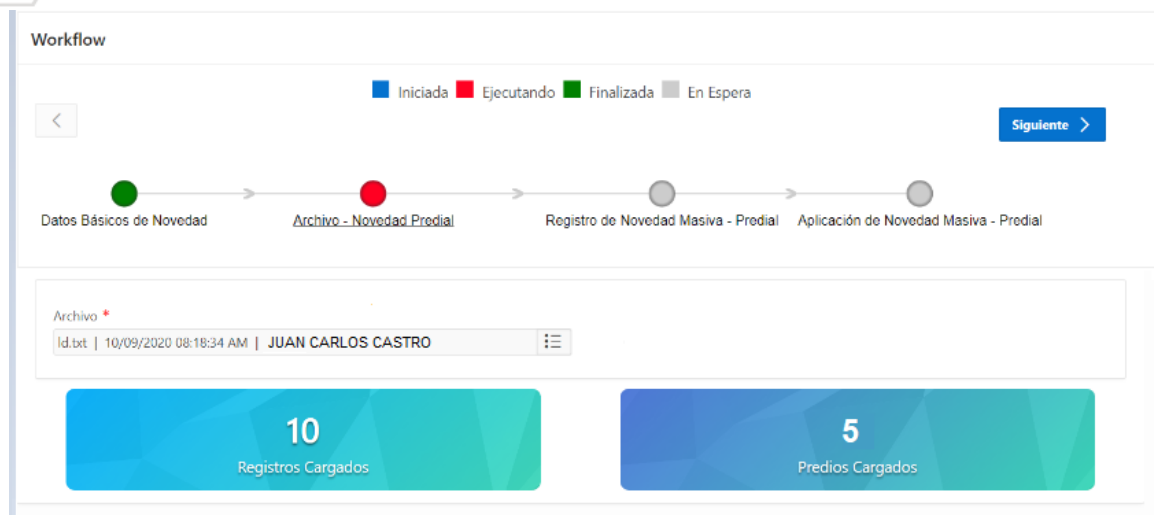 Workflow
Iniciada Ejecutando Finalizada En Espera
Siguiente
Datos Básicos de Novedad Archivo - Novedad Predial Registro de Novedad Masiva - Predial Aplicación de Novedad Masiva - Predial
Archivo *
ld.txt | 10/09/2020 08:18:34 AM | JUAN CARLOS CASTRO
10 5
Registros Cargados Predios Cargados